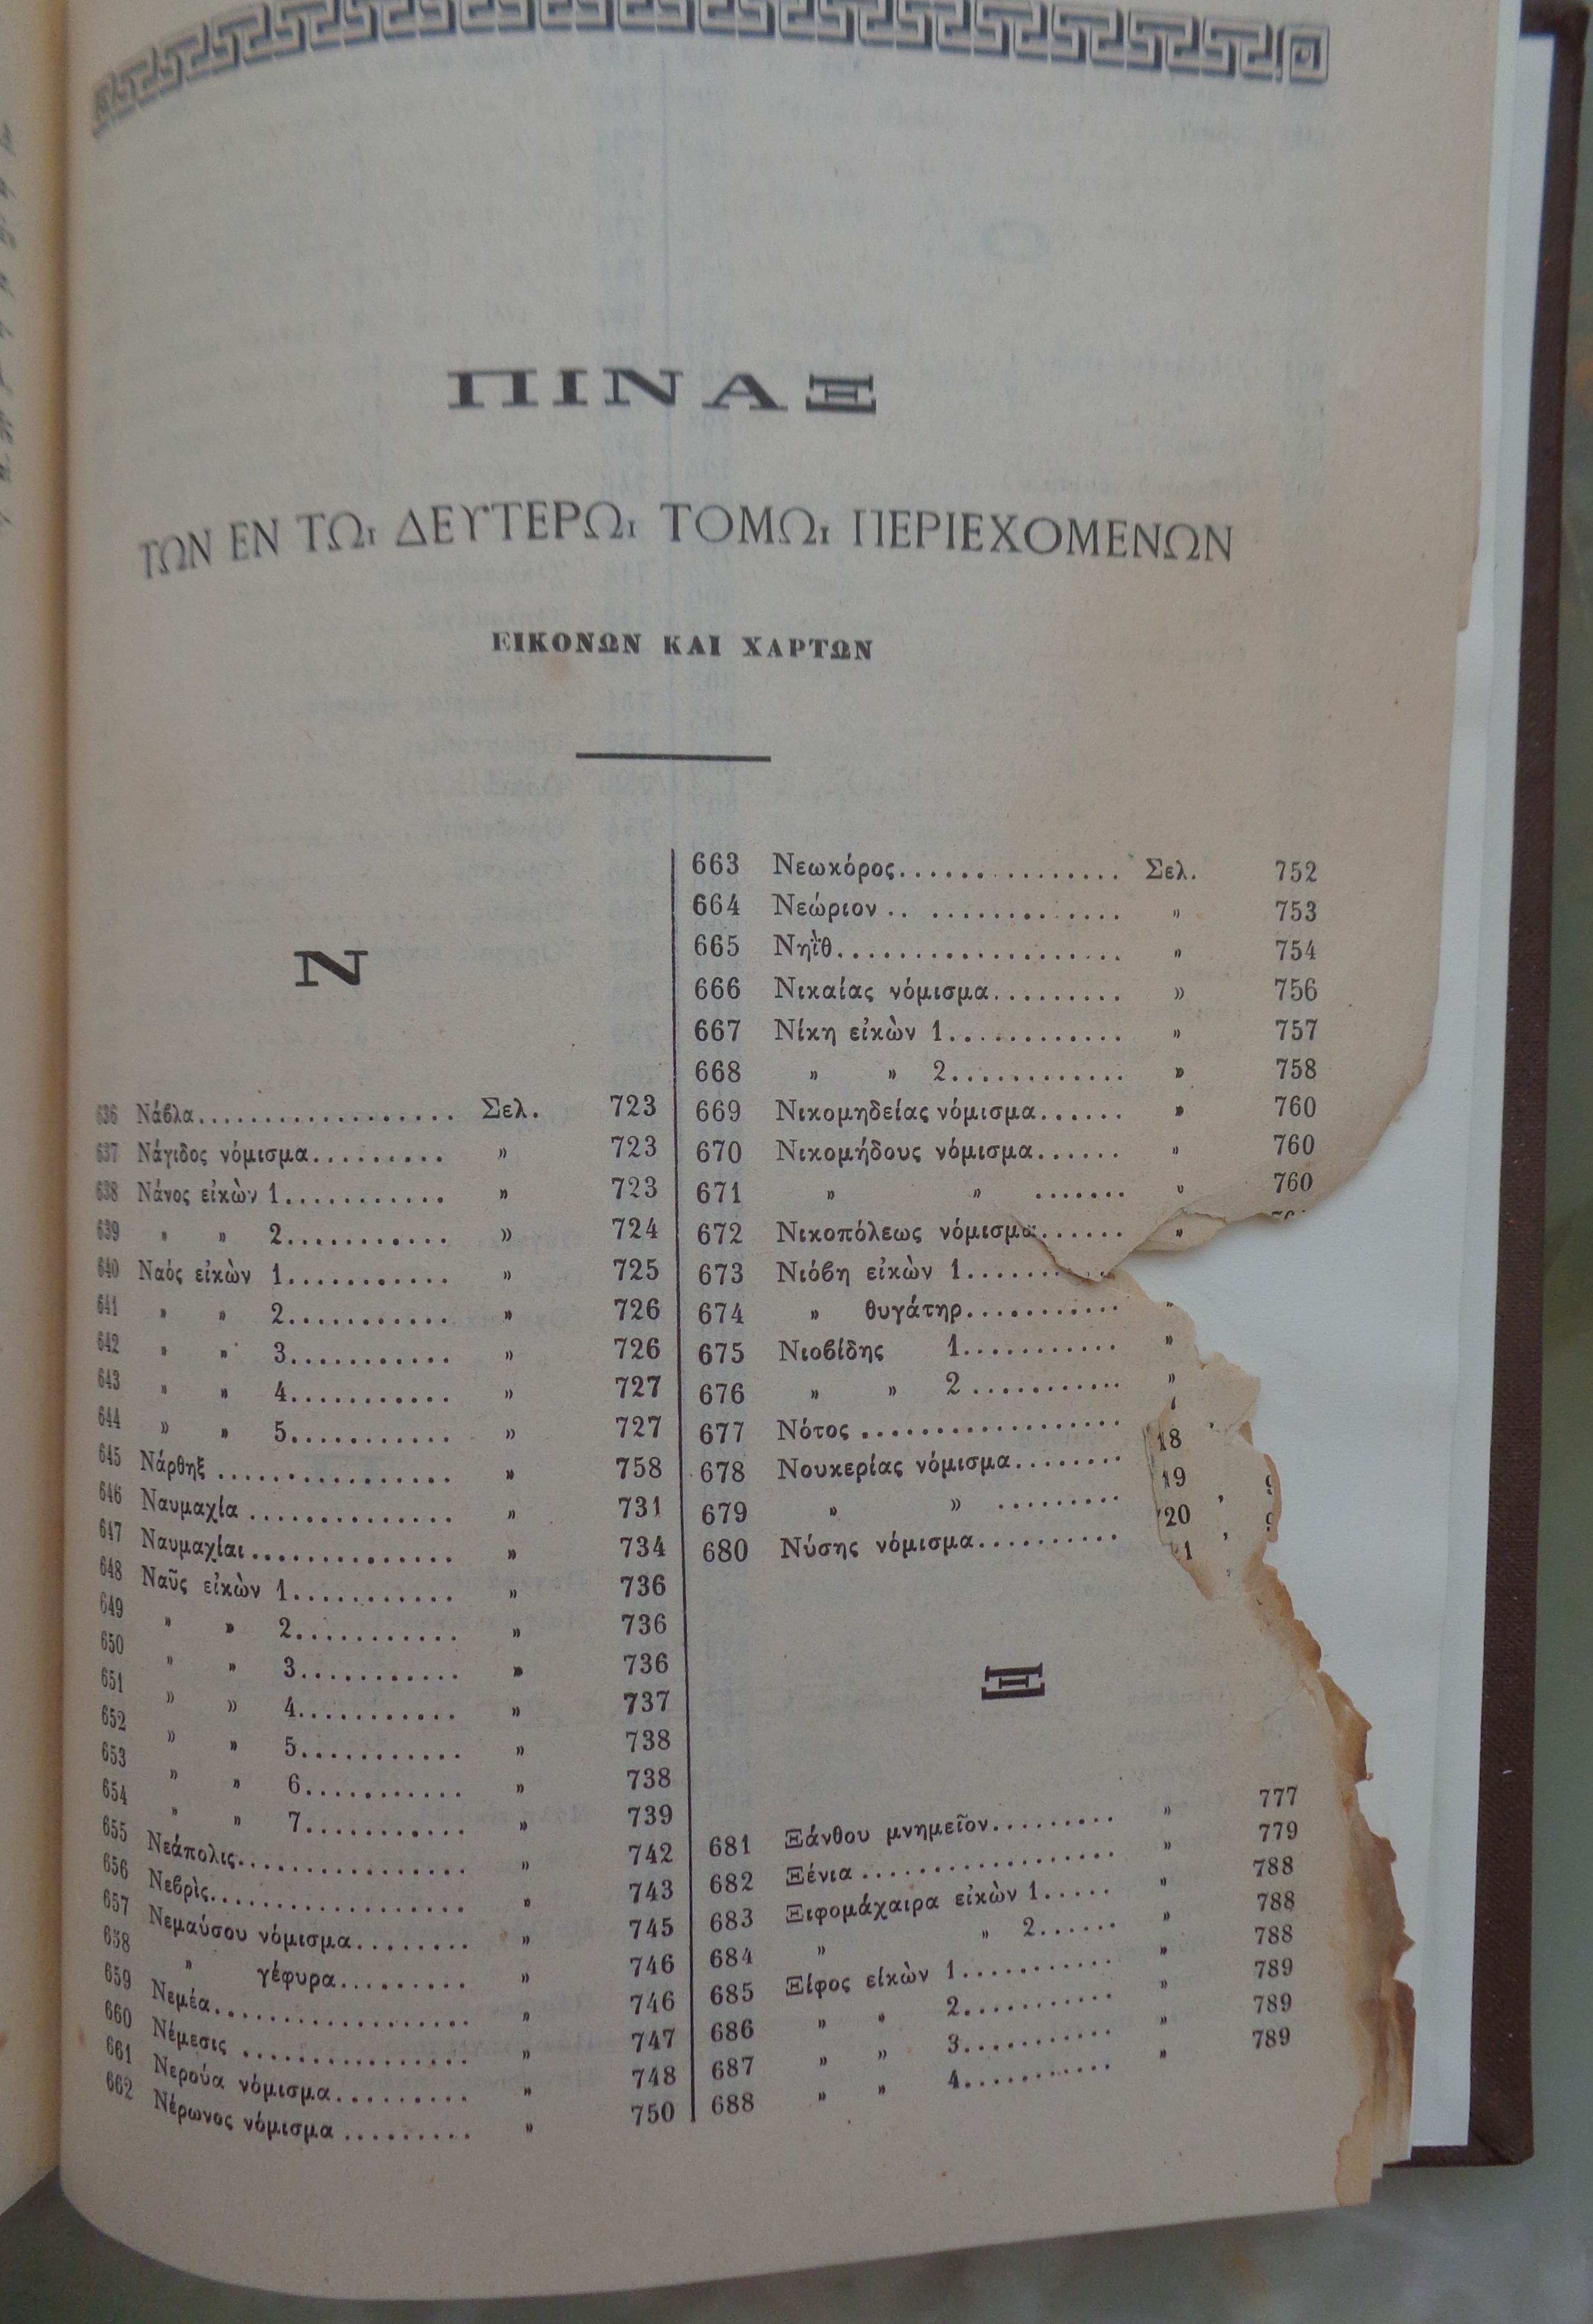 ΠΙΝΑΞ
ΤΩΝ ΕΝ ΤΩι ΔΕΥΤΕΡΩι ΤΟΜΩι ΠΕΡΙΕΧΟΜΕΝΩΝ
ΕΙΚΟΝΩΝ ΚΑΙ ΧΑΡΤΩΝ
Ν
636 Νάβλα.................. Σελ. 723
637 Νάγιδος νόμισμα......... » 723
638 Νάνος εἰκὼν 1........... » 723
639 » » 2........... » 724
640 Ναός εἰκὼν 1........... » 725
641 » » 2........... » 726
642 » » 3........... » 726
643 » » 4........... » 727
644 » » 5........... » 727
645 Νάρθηξ ................ » 758
646 Ναυμαχία .............. » 731
647 Ναυμαχίαι.............. » 734
648 Ναῦς εἰκὼν 1........... » 736
649 » » 2........... » 736
650 » » 3........... » 736
651 » » 4........... » 737
652 » » 5........... » 738
653 » » 6........... » 738
654 » » 7........... » 739
655 Νεάπολις................ » 742
656 Νεβρὶς.................. » 743
657 Νεμαύσου νόμισμα........ » 745
658 » γέφυρα......... » 746
659 Νεμέα................... » 746
660 Νέμεσις ................ » 747
661 Νερούα νόμισμα......... » 748
662 Νέρωνος νόμισμα ......... » 750
663 Νεωκόρος............... Σελ. 752
664 Νεώριον .. ............. » 753
665 Νηΐθ................... » 754
666 Νικαίας νόμισμα......... » 756
667 Νίκη εἰκὼν 1............ » 757
668 » » 2............ » 758
669 Νικομηδείας νόμισμα...... » 760
670 Νικομήδους νόμισμα...... » 760
671 » » ....... » 760
672 Νικοπόλεως νόμισμα...... »
673 Νιόβη εἰκὼν 1..........
674 » θυγάτηρ........... »
675 Νιοβίδης 1........... »
676 » » 2 .......... »
677 Νότος .................
678 Νουκερίας νόμισμα........ 18
679 » » ......... 19
680 Νύσης νόμισμα.......... 20
1
Ξ
681 Ξάνθου μνημεῖον......... » 777
682 Ξένια .................. » 779
683 Ξιφομάχαιρα εἰκὼν 1..... » 788
684 » » 2...... » 788
685 Ξίφος εἰκὼν 1........... » 788
686 » » 2........... » 789
687 » » 3........... » 789
688 » » 4........... » 789